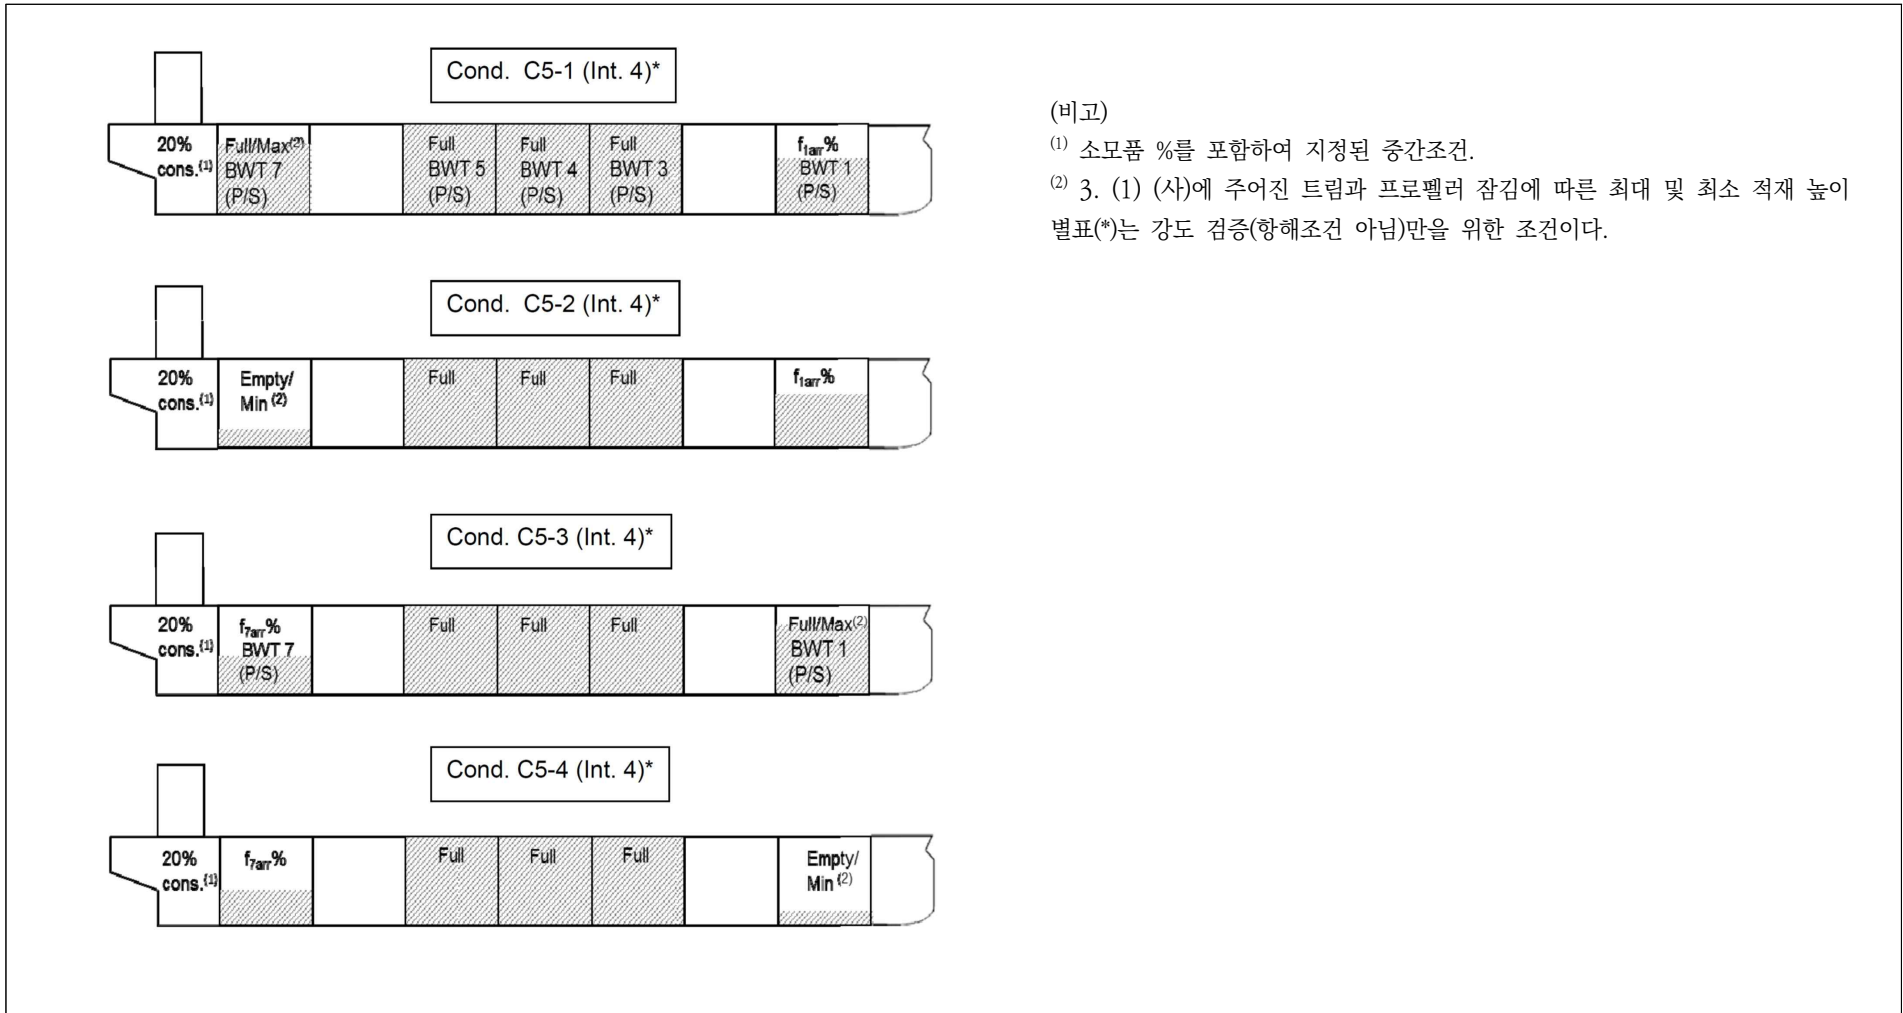 Cond. C5-1 (Int. 4)*
20% cons.(1)
Full/Max(2) BWT 7 (P/S)
Full BWT 5 (P/S)
Full BWT 4 (P/S)
Full BWT 3 (P/S)
f1arr% BWT 1 (P/S)
(비고)
(1) 소모품 %를 포함하여 지정된 중간조건.
(2) 3. (1) (사)에 주어진 트림과 프로펠러 잠김에 따른 최대 및 최소 적재 높이
별표(*)는 강도 검증(항해조건 아님)만을 위한 조건이다.
Cond. C5-2 (Int. 4)*
20% cons.(1)
Empty/ Min (2)
Full
Full
Full
f1arr%
Cond. C5-3 (Int. 4)*
20% cons.(1)
f7arr% BWT 7 (P/S)
Full
Full
Full
Full/Max(2) BWT 1 (P/S)
Cond. C5-4 (Int. 4)*
20% cons.(1)
f7arr%
Full
Full
Full
Empty/ Min (2)